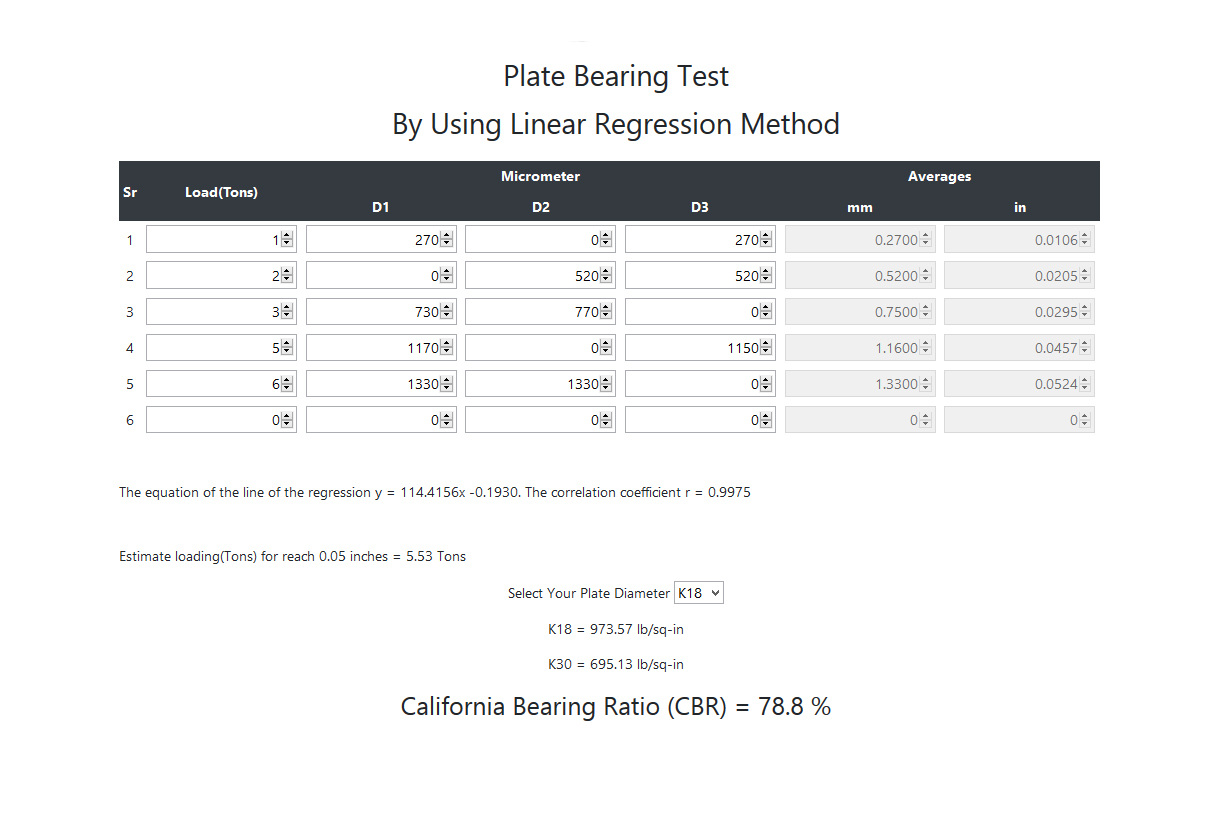 Plate Bearing Test
By Using Linear Regression Method
Sr Load(Tons) Micrometer Averages
D1 D2 D3 mm in
1 1 270 0 270 0.2700 0.0106
2 2 0 520 520 0.5200 0.0205
3 3 730 770 0 0.7500 0.0295
4 5 1170 0 1150 1.1600 0.0457
5 6 1330 1330 0 1.3300 0.0524
6 0 0 0 0 0 0
The equation of the line of the regression y = 114.4156x -0.1930. The correlation coefficient r = 0.9975
Estimate loading(Tons) for reach 0.05 inches = 5.53 Tons
Select Your Plate Diameter K18
K18 = 973.57 lb/sq-in
K30 = 695.13 lb/sq-in
California Bearing Ratio (CBR) = 78.8 %